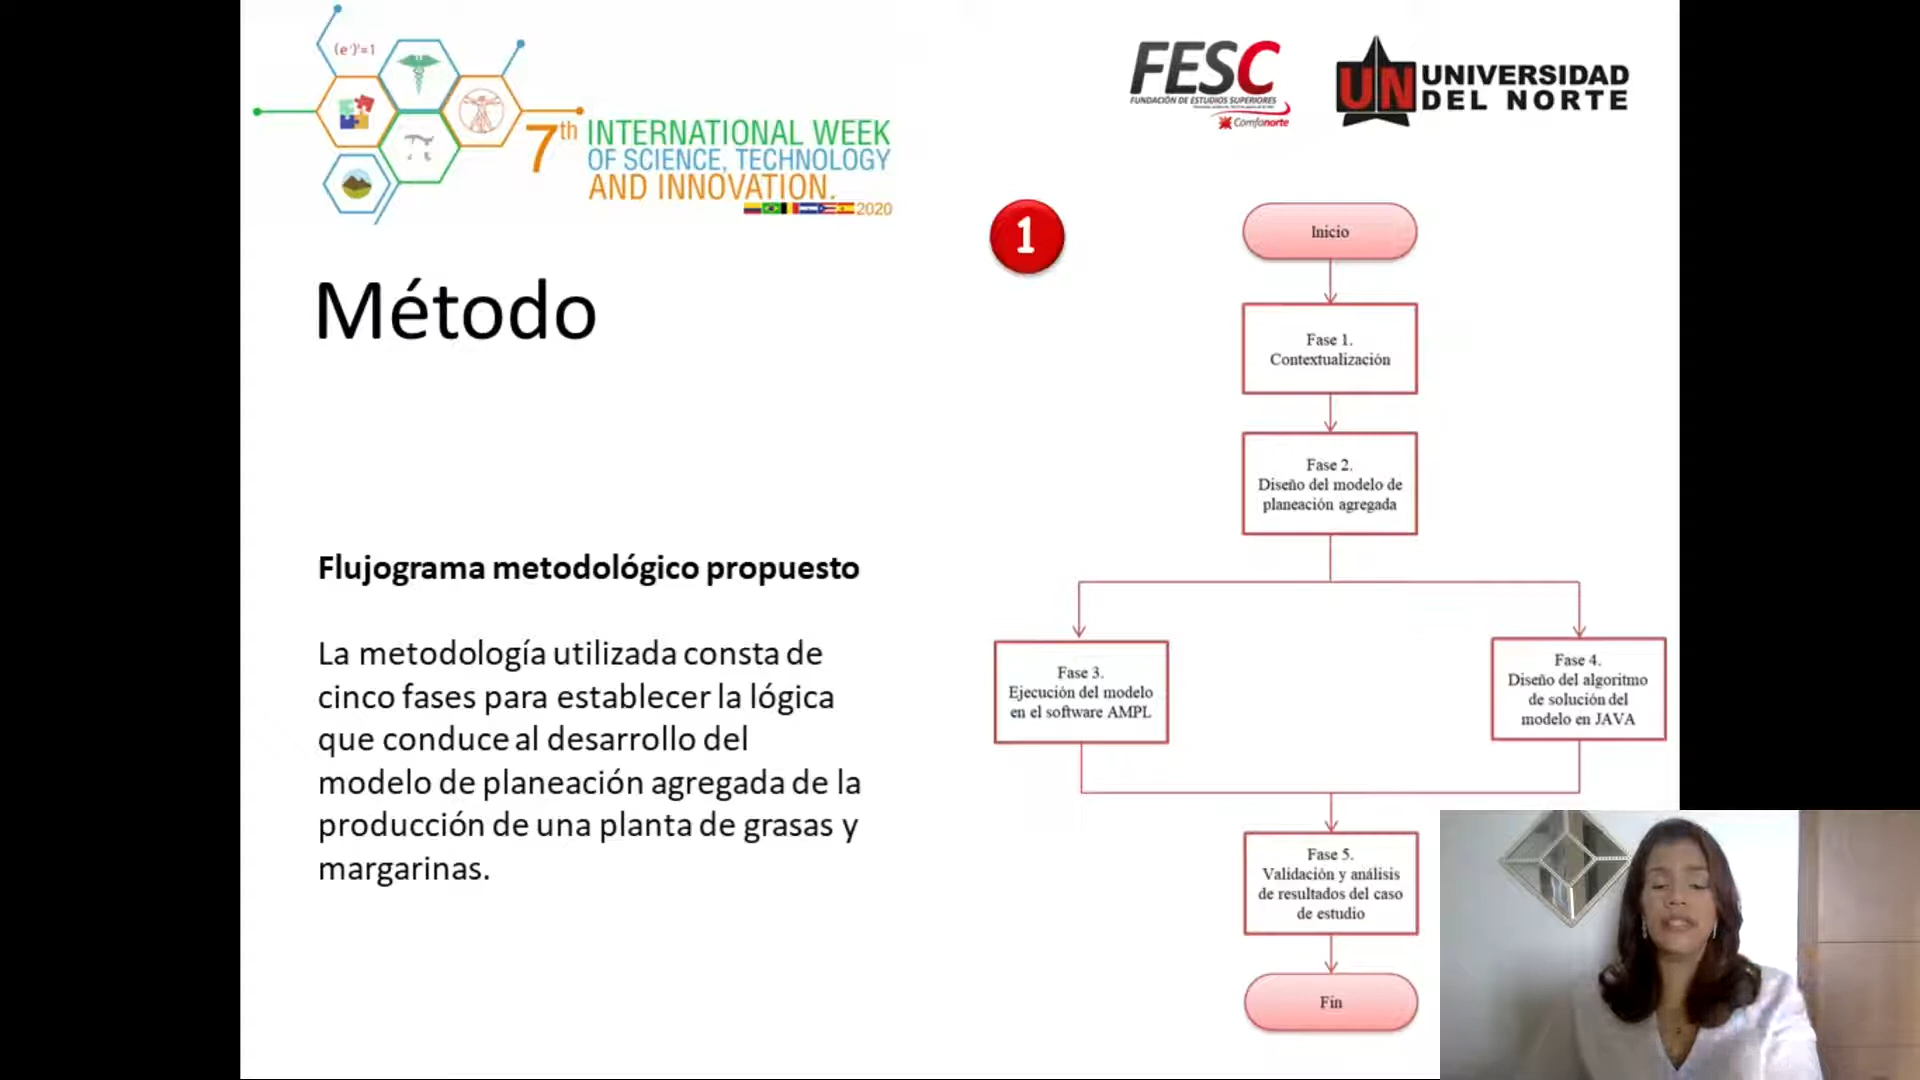 (e')'=1
7th INTERNATIONAL WEEK
OF SCIENCE, TECHNOLOGY
AND INNOVATION.
2020
FESC
FUNDACIÓN DE ESTUDIOS SUPERIORES
Comfanorte
UN UNIVERSIDAD
DEL NORTE
Método
Flujograma metodológico propuesto
La metodología utilizada consta de
cinco fases para establecer la lógica
que conduce al desarrollo del
modelo de planeación agregada de la
producción de una planta de grasas y
margarinas.
1
Inicio
Fase 1.
Contextualización
Fase 2.
Diseño del modelo de
planeación agregada
Fase 3.
Ejecución del modelo
en el software AMPL
Fase 4.
Diseño del algoritmo
de solución del
modelo en JAVA
Fase 5.
Validación y análisis
de resultados del caso
de estudio
Fin